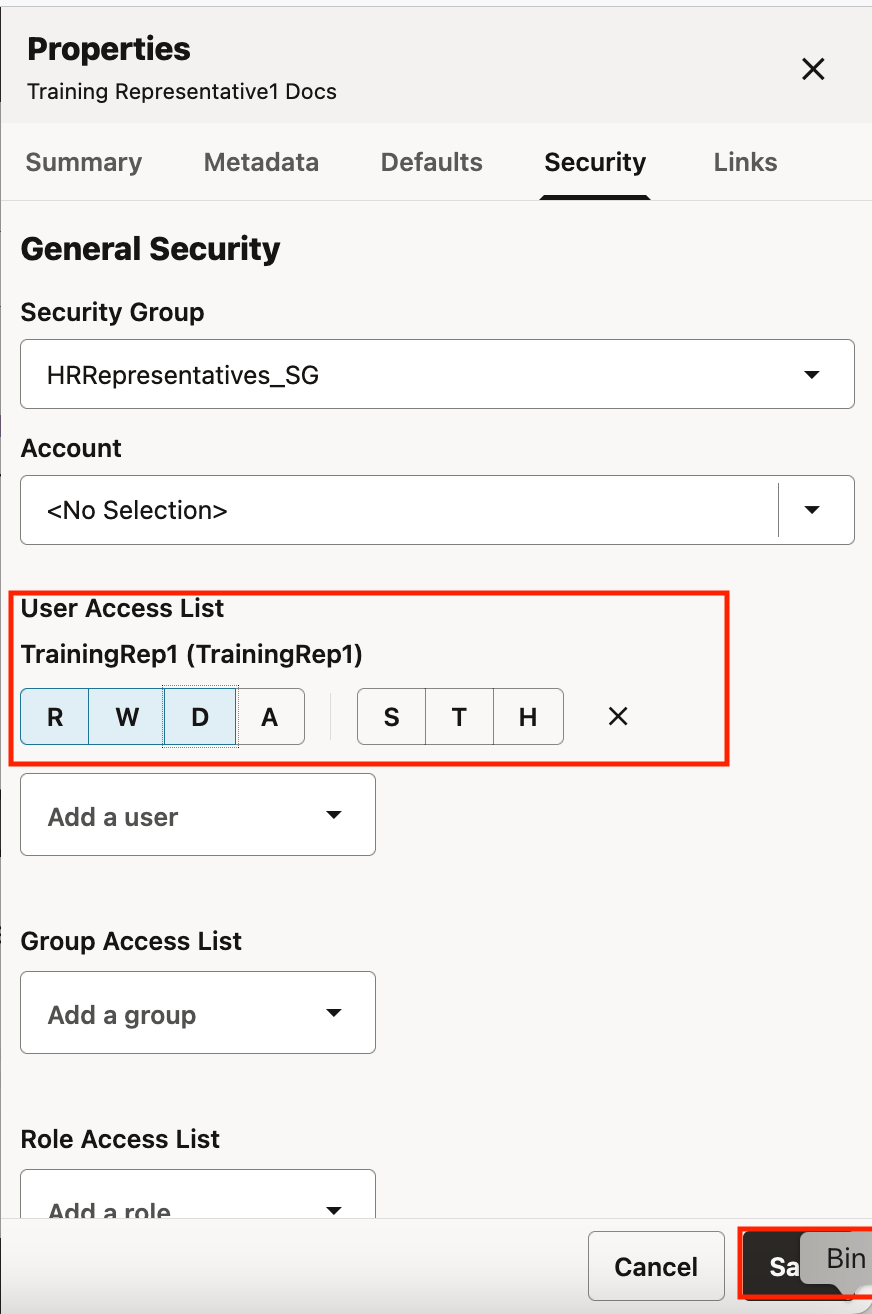 Properties
Training Representative1 Docs
Summary Metadata Defaults Security Links
General Security
Security Group
HRRepresentatives_SG
Account
<No Selection>
User Access List
TrainingRep1 (TrainingRep1)
R W D A S T H
Add a user
Group Access List
Add a group
Role Access List
Add a role
Cancel Sa
Bin